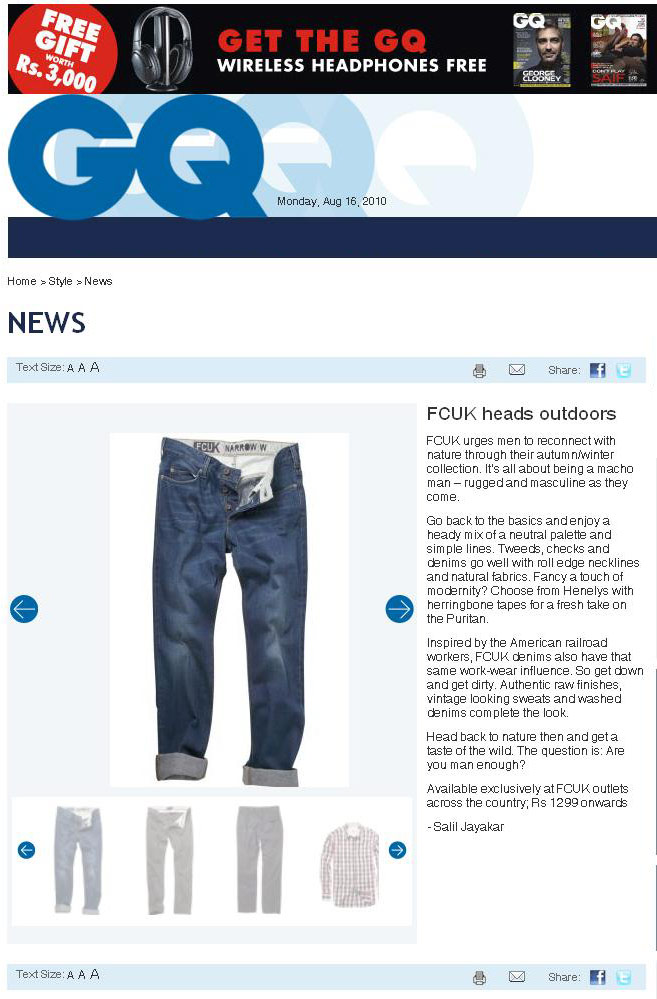 FREE
GIFT
WORTH
Rs. 3,000
GET THE GQ
WIRELESS HEADPHONES FREE
GQ
GEORGE
CLOONEY
GQ
SAIF
GQ
Monday, Aug 16, 2010
Home > Style > News
NEWS
Text Size: A A A
Share:
FCUK NARROW W
FCUK heads outdoors
FCUK urges men to reconnect with
nature through their autumn/winter
collection. It's all about being a macho
man – rugged and masculine as they
come.
Go back to the basics and enjoy a
heady mix of a neutral palette and
simple lines. Tweeds, checks and
denims go well with roll edge necklines
and natural fabrics. Fancy a touch of
modernity? Choose from Henelys with
herringbone tapes for a fresh take on
the Puritan.
Inspired by the American railroad
workers, FCUK denims also have that
same work-wear influence. So get down
and get dirty. Authentic raw finishes,
vintage looking sweats and washed
denims complete the look.
Head back to nature then and get a
taste of the wild. The question is: Are
you man enough?
Available exclusively at FCUK outlets
across the country; Rs 1299 onwards
- Salil Jayakar
Text Size: A A A
Share: